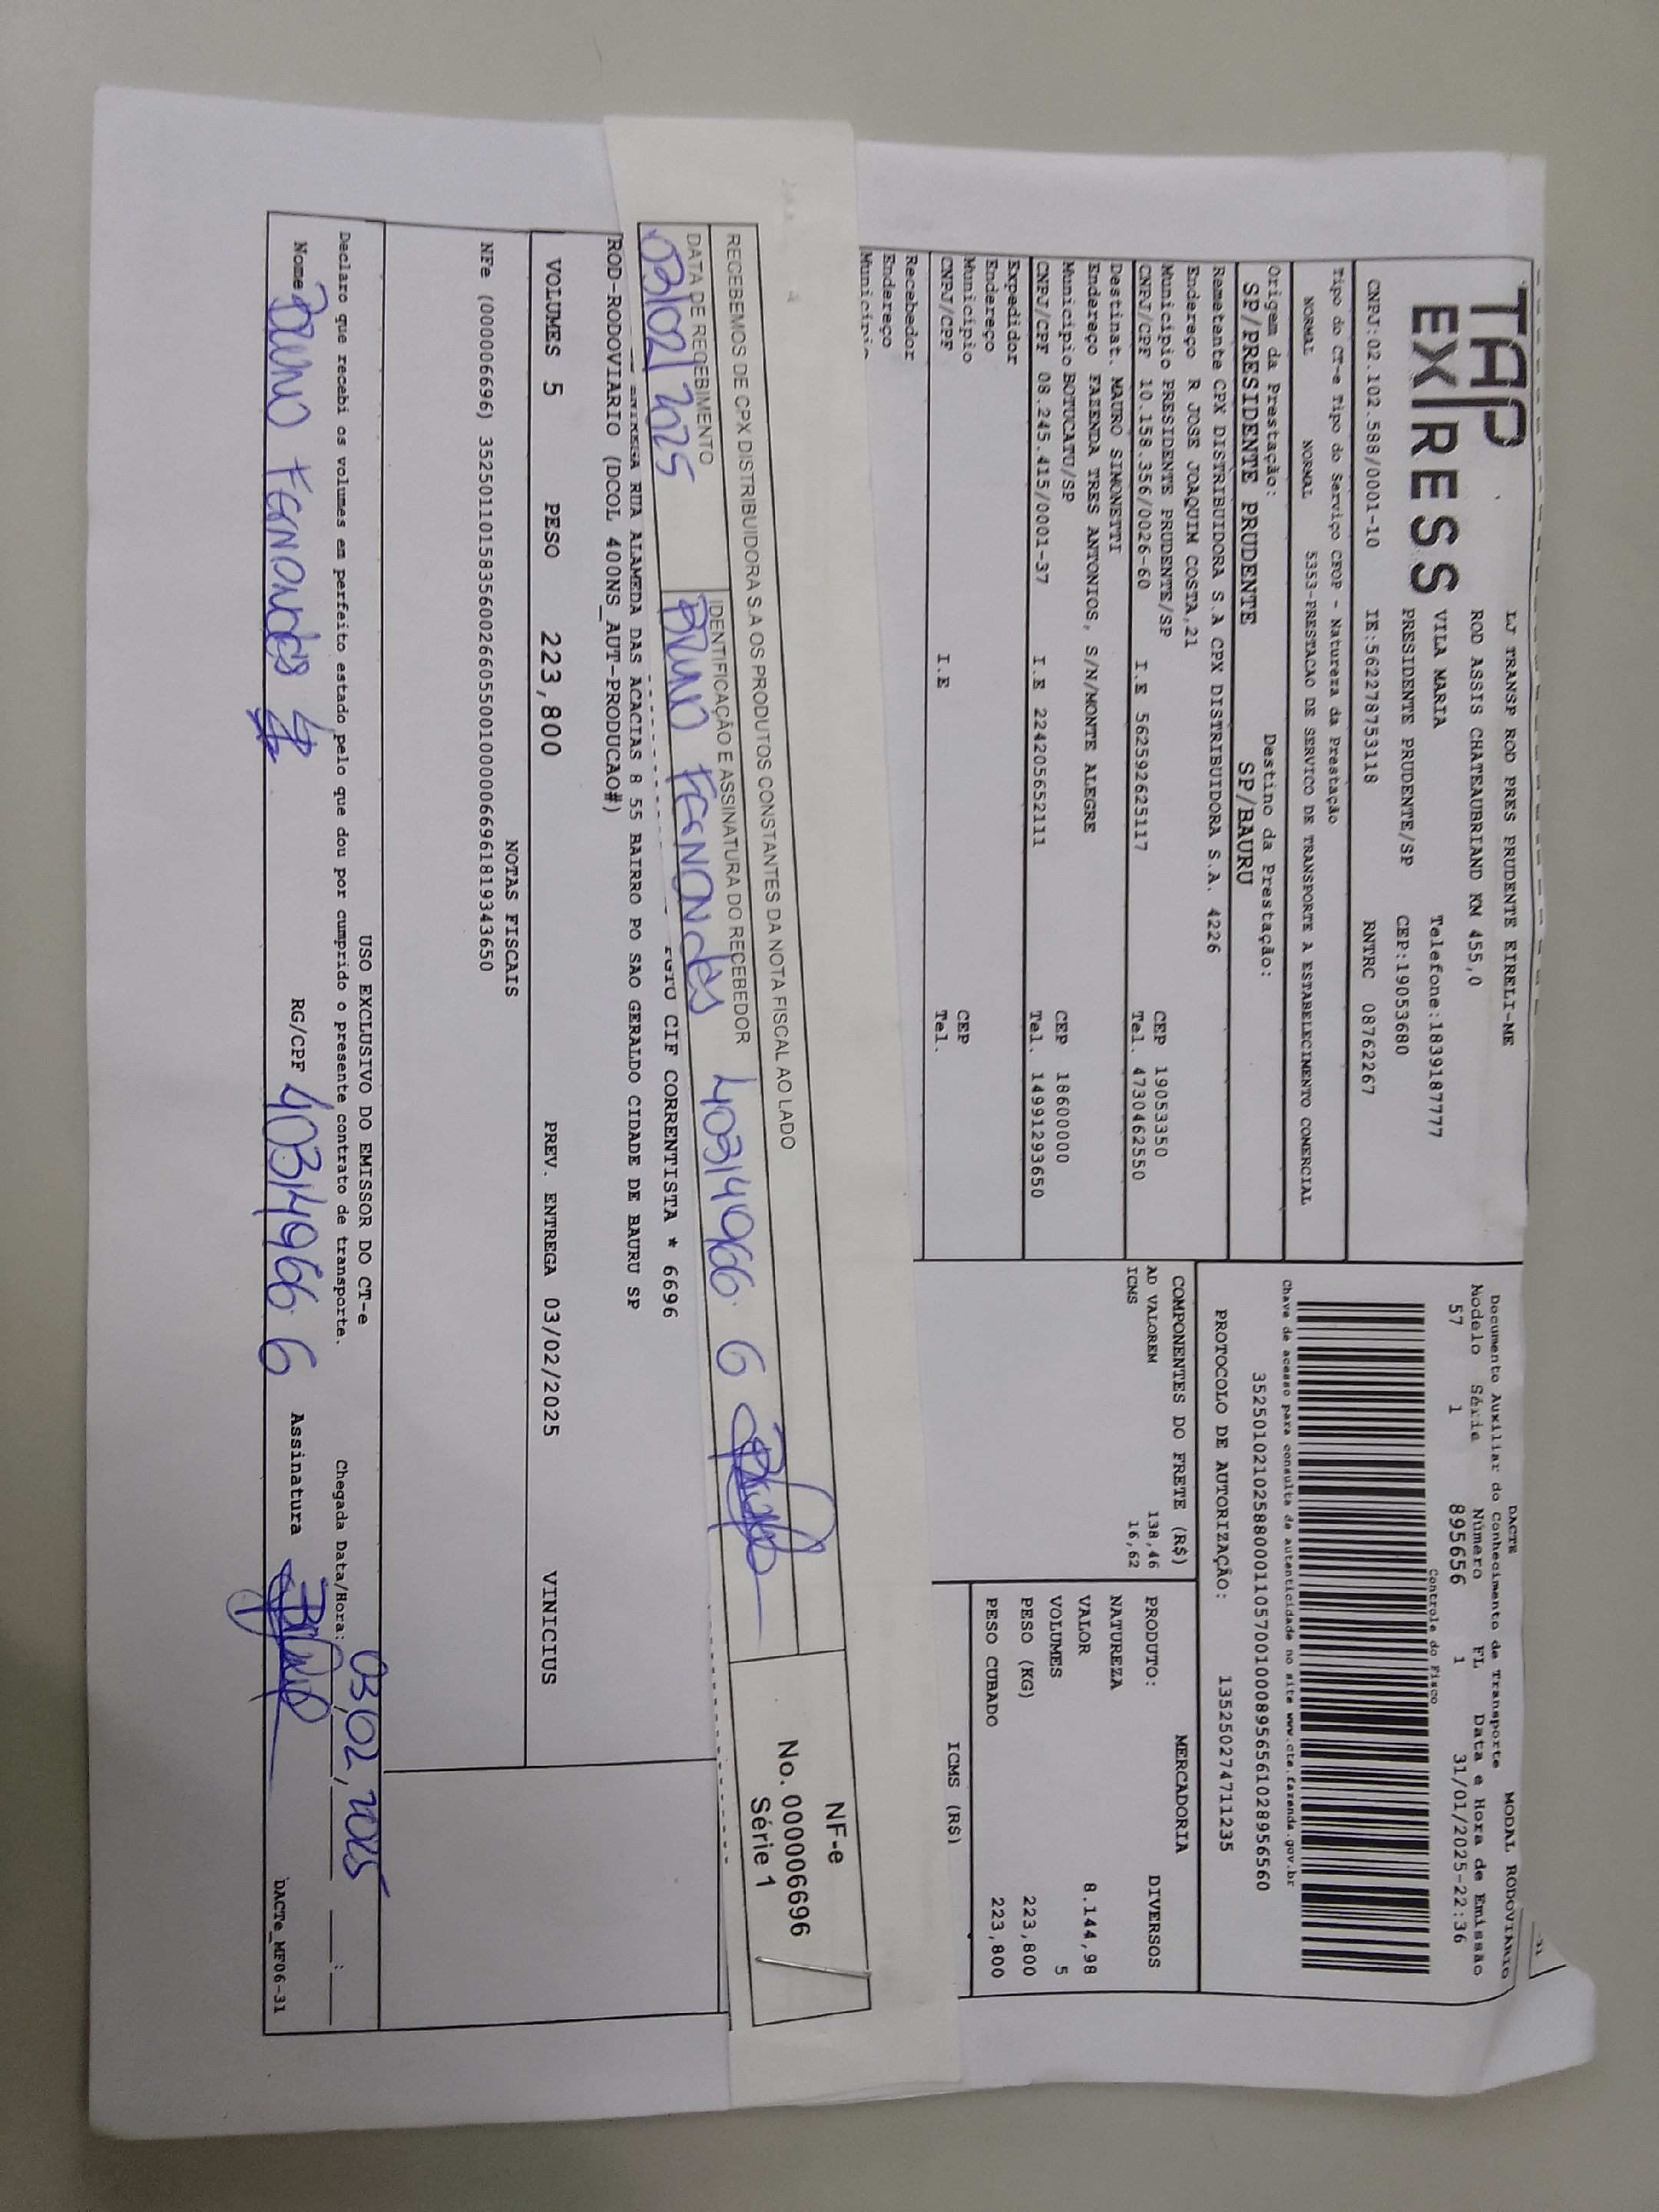 TAP
EXPRESS
LJ TRANSP ROD PRES PRUDENTE EIRELI-ME
ROD ASSIS CHATEAUBRIAND KM 455,0
VILA MARIA Telefone:1839187777
PRESIDENTE PRUDENTE/SP CEP:19053680
CNPJ:02.102.588/0001-10 IE:562278753118 RNTRC 08762267
DACTE MODAL RODOVIÁRIO
Documento Auxiliar do Conhecimento de Transporte
Modelo Série Número FL Data e Hora de Emissão
57 1 895656 1 31/01/2025-22:36
Controle do Fisco
Chave de acesso para consulta de autenticidade no site www.cte.fazenda.gov.br
35250102102588000110570010008956561028956560
PROTOCOLO DE AUTORIZAÇÃO: 135250274711235
Tipo do CT-e Tipo do Serviço CFOP - Natureza da Prestação
NORMAL NORMAL 5353-PRESTACAO DE SERVICO DE TRANSPORTE A ESTABELECIMENTO COMERCIAL
Origem da Prestação: Destino da Prestação:
SP/PRESIDENTE PRUDENTE SP/BAURU
Remetente CPX DISTRIBUIDORA S.A CPX DISTRIBUIDORA S.A. 4226
Endereço R JOSE JOAQUIM COSTA,21
Município PRESIDENTE PRUDENTE/SP CEP 19053350
CNPJ/CPF 10.158.356/0026-60 I.E 562592625117 Tel. 4730462550
Destinat. MAURO SIMONETTI
Endereço FAZENDA TRES ANTONIOS, S/N/MONTE ALEGRE
Município BOTUCATU/SP CEP 18600000
CNPJ/CPF 08.245.415/0001-37 I.E 224205652111 Tel. 14991293650
Expedidor
Endereço
Município CEP
CNPJ/CPF I.E Tel.
Recebedor
Endereço
Município
COMPONENTES DO FRETE (R$)
AD VALOREM 138,46
ICMS 16,62
MERCADORIA
PRODUTO: DIVERSOS
NATUREZA
VALOR 8.144,98
VOLUMES 5
PESO (KG) 223,800
PESO CUBADO 223,800
ICMS (R$)
RECEBEMOS DE CPX DISTRIBUIDORA S.A OS PRODUTOS CONSTANTES DA NOTA FISCAL AO LADO
DATA DE RECEBIMENTO IDENTIFICAÇÃO E ASSINATURA DO RECEBEDOR
03/02/2025 Bruno Fernandes 40314966 6
NF-e
No. 000006696
Série 1
CIF CORRENTISTA * 6696
RUA ALAMEDA DAS ACACIAS 8 55 BAIRRO PO SAO GERALDO CIDADE DE BAURU SP
ROD-RODOVIARIO (DCOL 400NS_AUT-PRODUCAO#)
VOLUMES 5 PESO 223,800 PREV. ENTREGA 03/02/2025 VINICIUS
NOTAS FISCAIS
NFe (000006696) 35250110158356002660550010000066961819343650
USO EXCLUSIVO DO EMISSOR DO CT-e
Declaro que recebi os volumes em perfeito estado pelo que dou por cumprido o presente contrato de transporte. Chegada Data/Hora: 03/02/2025 __:__
Nome Bruno Fernandes RG/CPF 40314966 6 Assinatura
DACTe_MF06-31